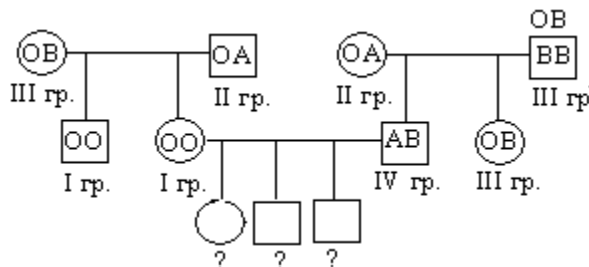 OB
OB OA OA BB
III гр. II гр. II гр. III гр
OO OO AB OB
I гр. I гр. IV гр. III гр.
? ? ?